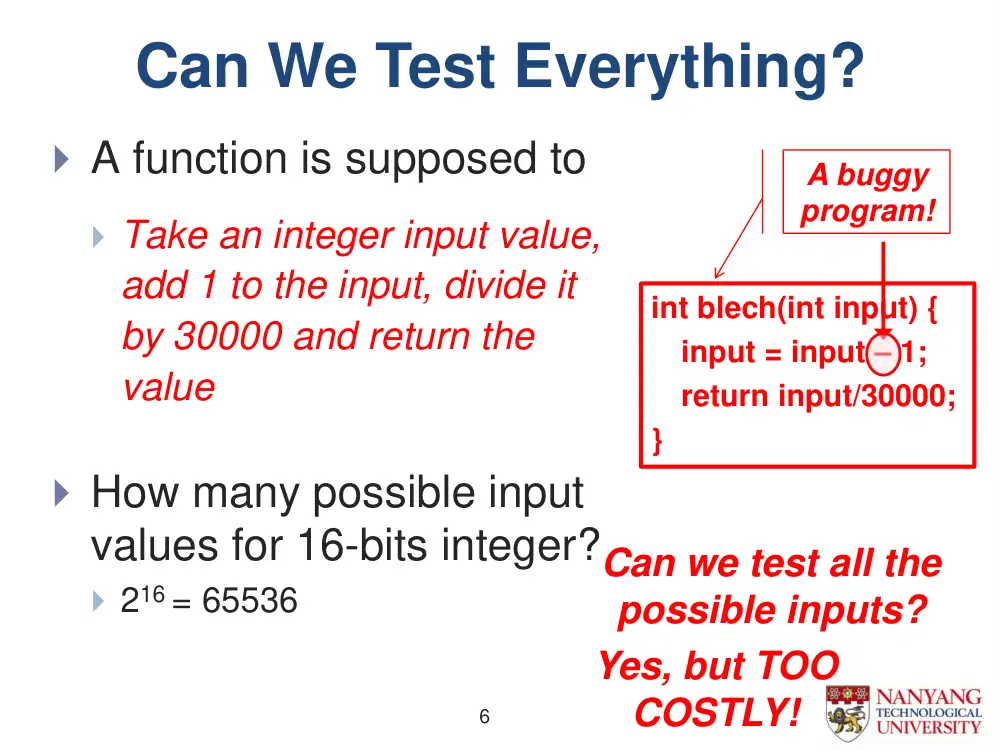 Can We Test Everything?
A function is supposed to
Take an integer input value,
add 1 to the input, divide it
by 30000 and return the
value
A buggy
program!
int blech(int input) {
input = input – 1;
return input/30000;
}
How many possible input
values for 16-bits integer?
2¹⁶ = 65536
Can we test all the
possible inputs?
Yes, but TOO
COSTLY!
6
NANYANG
TECHNOLOGICAL
UNIVERSITY